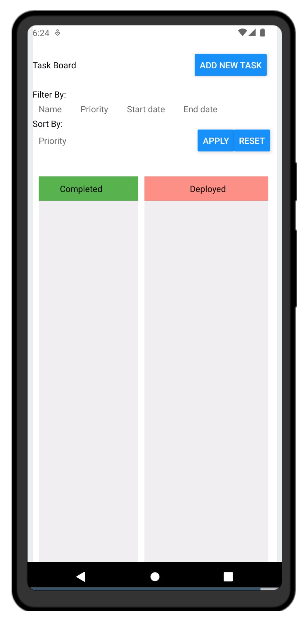 6:24
Task Board
ADD NEW TASK
Filter By:
Name Priority Start date End date
Sort By:
Priority
APPLY RESET
Completed Deployed